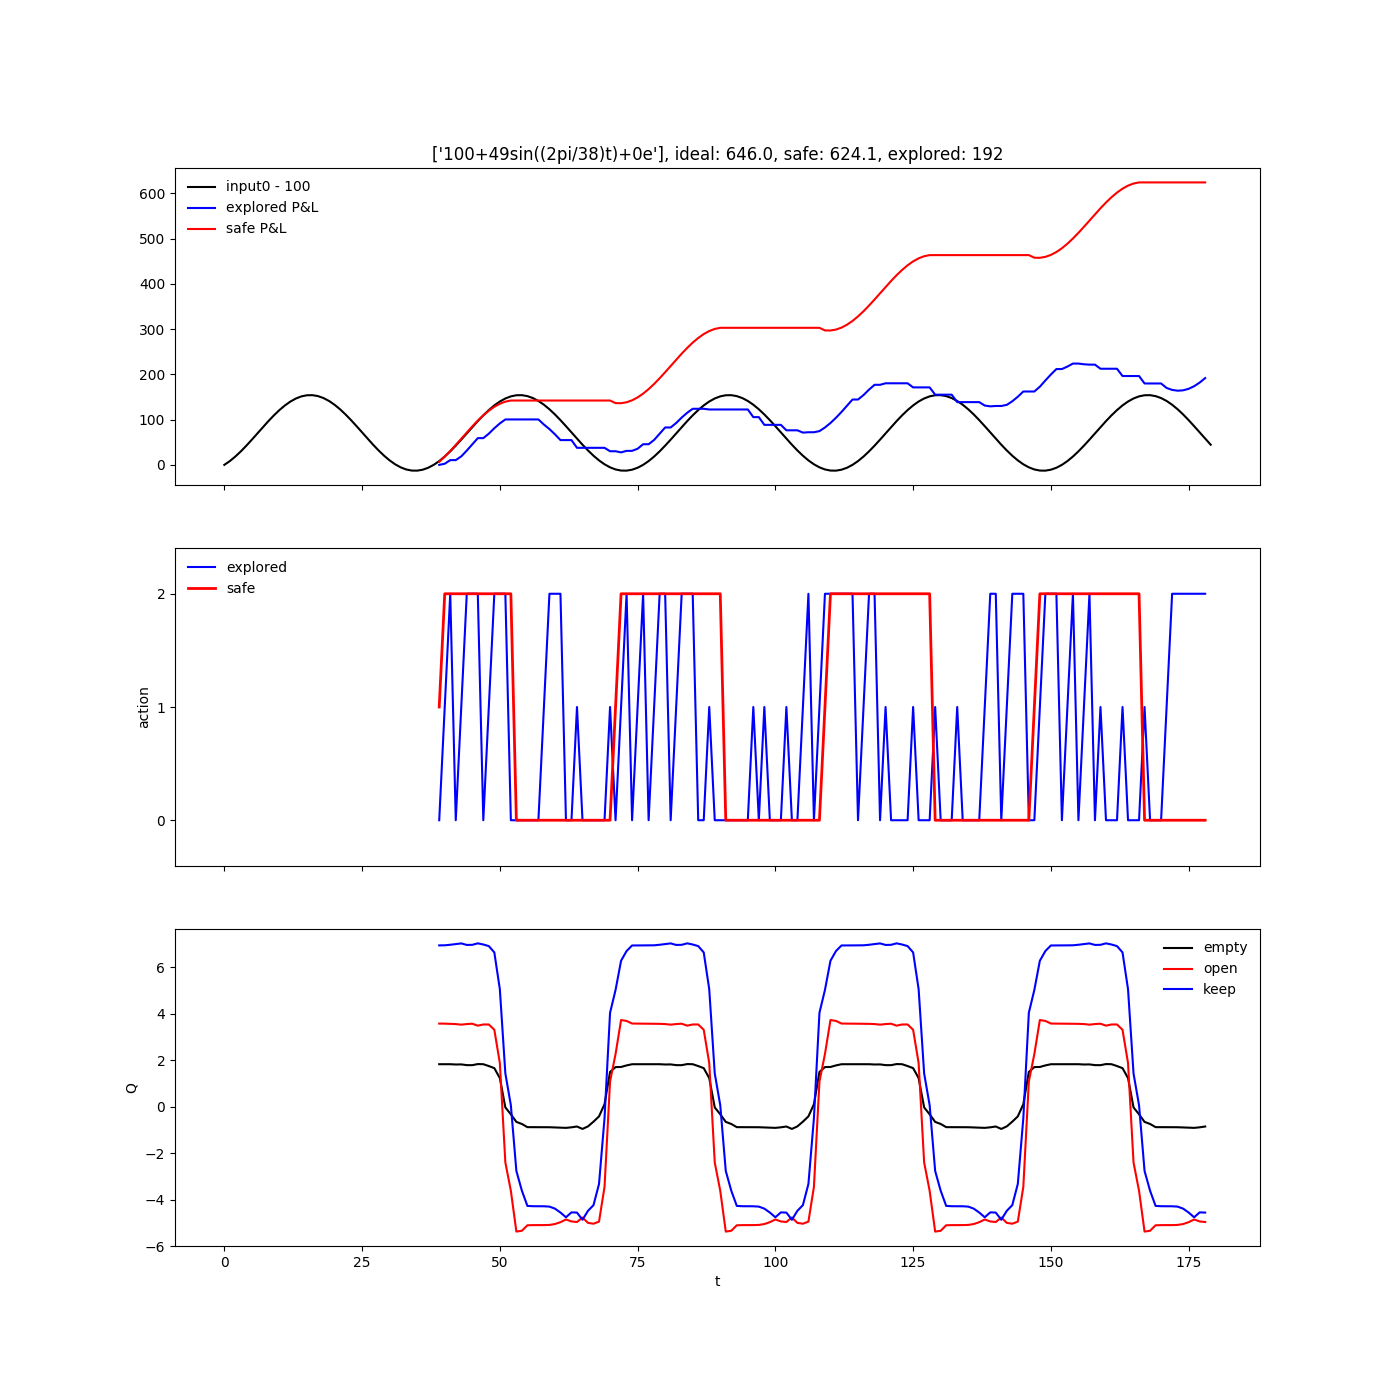 ['100+49sin((2pi/38)t)+0e'], ideal: 646.0, safe: 624.1, explored: 192
input0 - 100
explored P&L
safe P&L
600
500
400
300
200
100
0
explored
safe
2
1
0
action
empty
open
keep
6
4
2
0
−2
−4
−6
Q
0 25 50 75 100 125 150 175
t